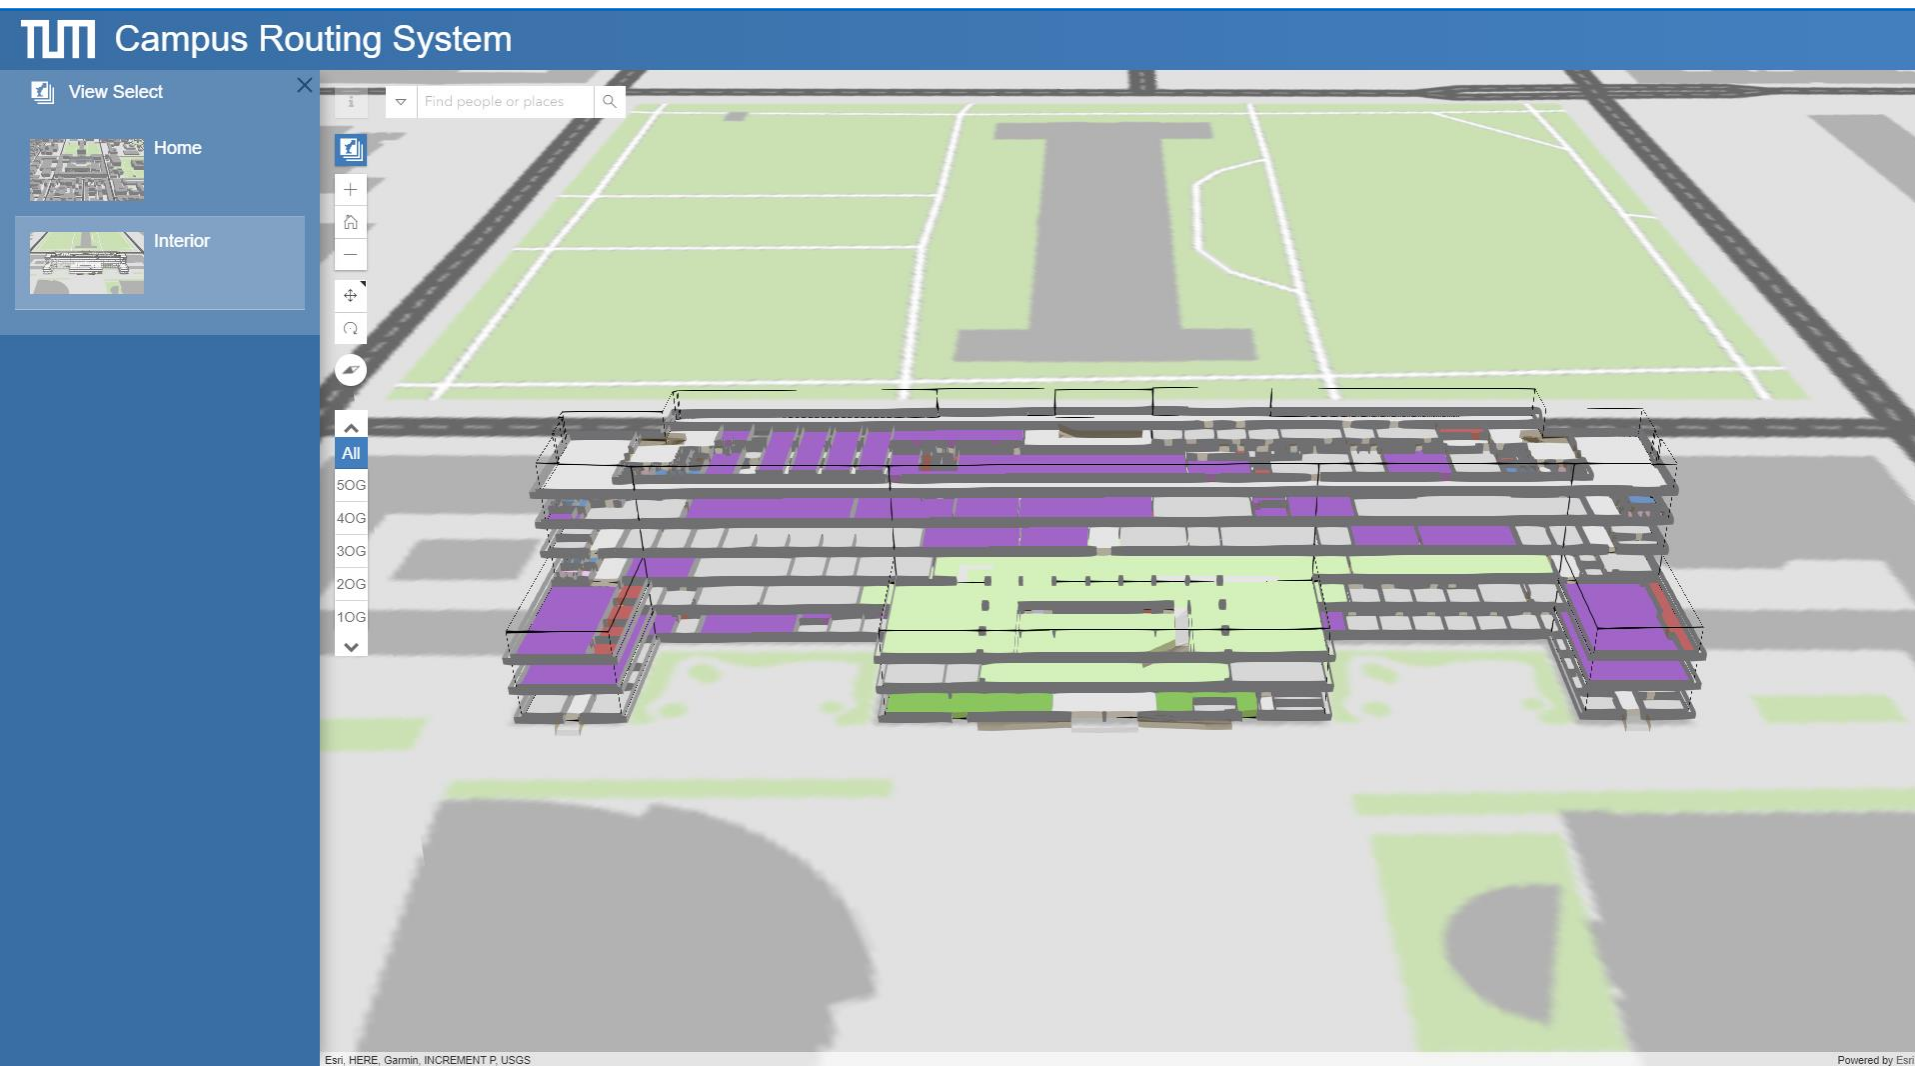 TUM Campus Routing System
View Select
Home
Interior
i
Find people or places
All
5OG
4OG
3OG
2OG
1OG
Esri, HERE, Garmin, INCREMENT P, USGS
Powered by Esri